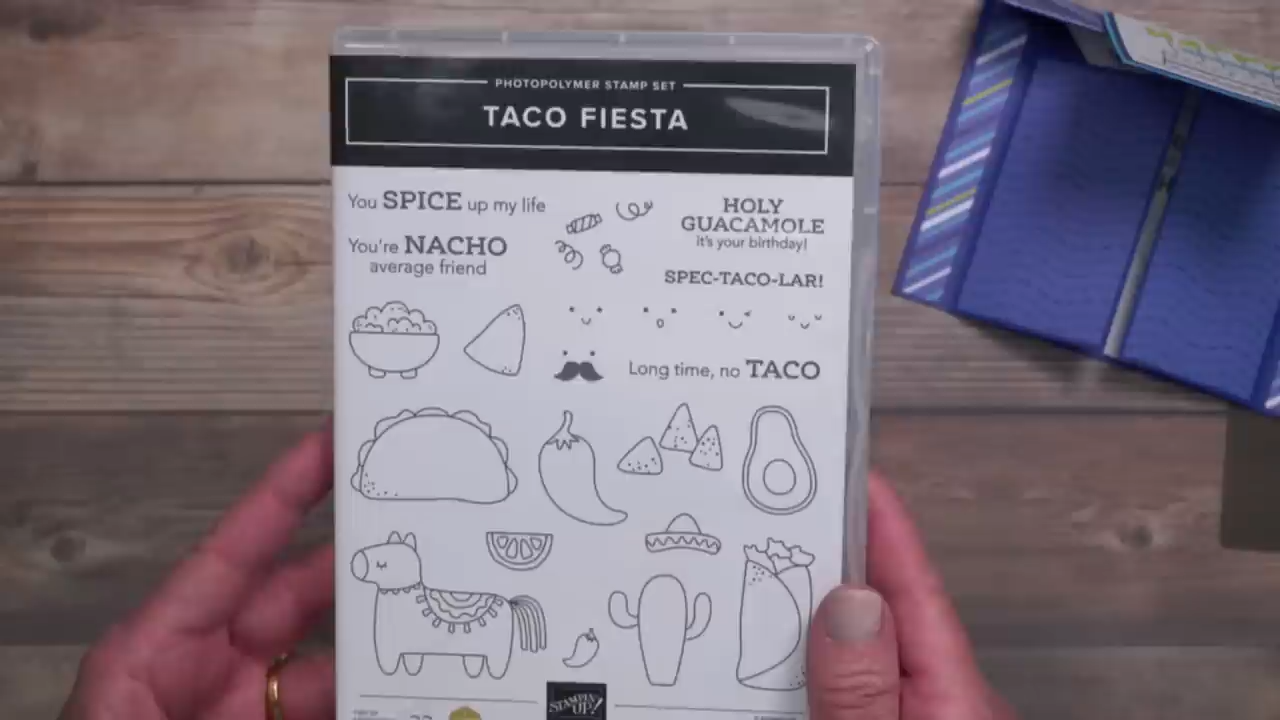 PHOTOPOLYMER STAMP SET
TACO FIESTA
You SPICE up my life
You're NACHO
average friend
HOLY
GUACAMOLE
it's your birthday!
SPEC-TACO-LAR!
Long time, no TACO
STAMPIN'
UP!